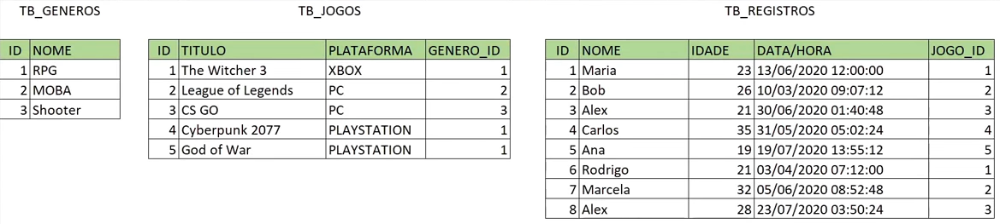 TB_GENEROS
ID NOME
1 RPG
2 MOBA
3 Shooter
TB_JOGOS
ID TITULO PLATAFORMA GENERO_ID
1 The Witcher 3 XBOX 1
2 League of Legends PC 2
3 CS GO PC 3
4 Cyberpunk 2077 PLAYSTATION 1
5 God of War PLAYSTATION 1
TB_REGISTROS
ID NOME IDADE DATA/HORA JOGO_ID
1 Maria 23 13/06/2020 12:00:00 1
2 Bob 26 10/03/2020 09:07:12 2
3 Alex 21 30/06/2020 01:40:48 3
4 Carlos 35 31/05/2020 05:02:24 4
5 Ana 19 19/07/2020 13:55:12 5
6 Rodrigo 21 03/04/2020 07:12:00 1
7 Marcela 32 05/06/2020 08:52:48 2
8 Alex 28 23/07/2020 03:50:24 3